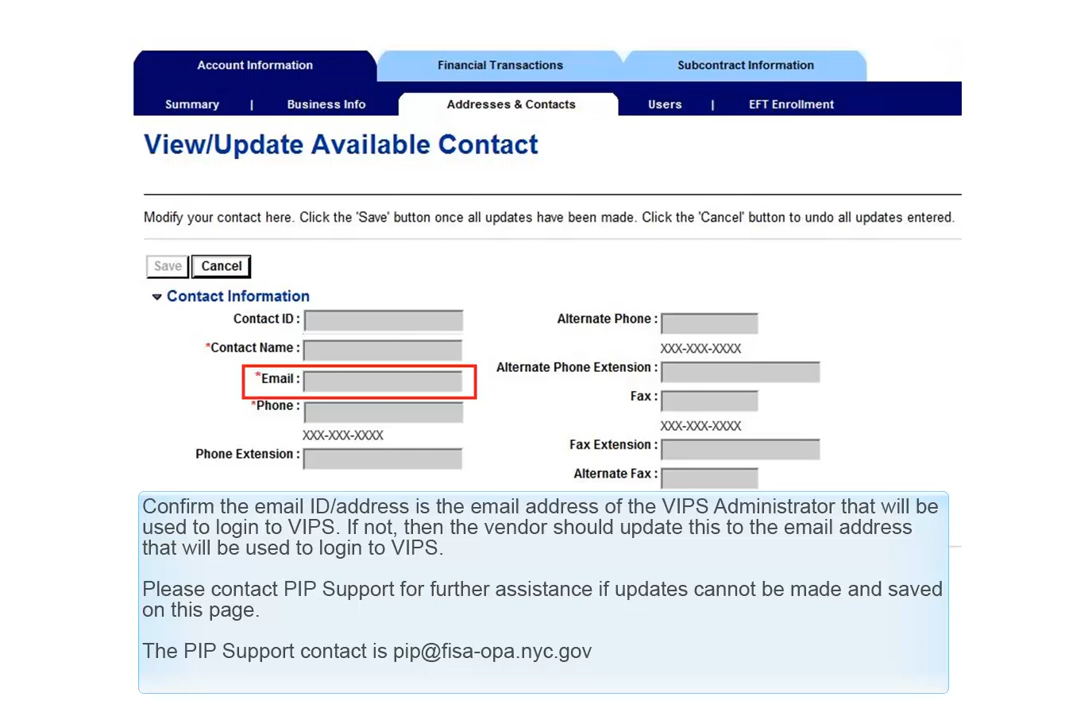 Account Information Financial Transactions Subcontract Information
Summary | Business Info Addresses & Contacts Users | EFT Enrollment
View/Update Available Contact
Modify your contact here. Click the 'Save' button once all updates have been made. Click the 'Cancel' button to undo all updates entered.
Save Cancel
Contact Information
Contact ID :
*Contact Name :
*Email :
*Phone :
XXX-XXX-XXXX
Phone Extension :
Alternate Phone :
XXX-XXX-XXXX
Alternate Phone Extension :
Fax :
XXX-XXX-XXXX
Fax Extension :
Alternate Fax :
Confirm the email ID/address is the email address of the VIPS Administrator that will be
used to login to VIPS. If not, then the vendor should update this to the email address
that will be used to login to VIPS.
Please contact PIP Support for further assistance if updates cannot be made and saved
on this page.
The PIP Support contact is pip@fisa-opa.nyc.gov